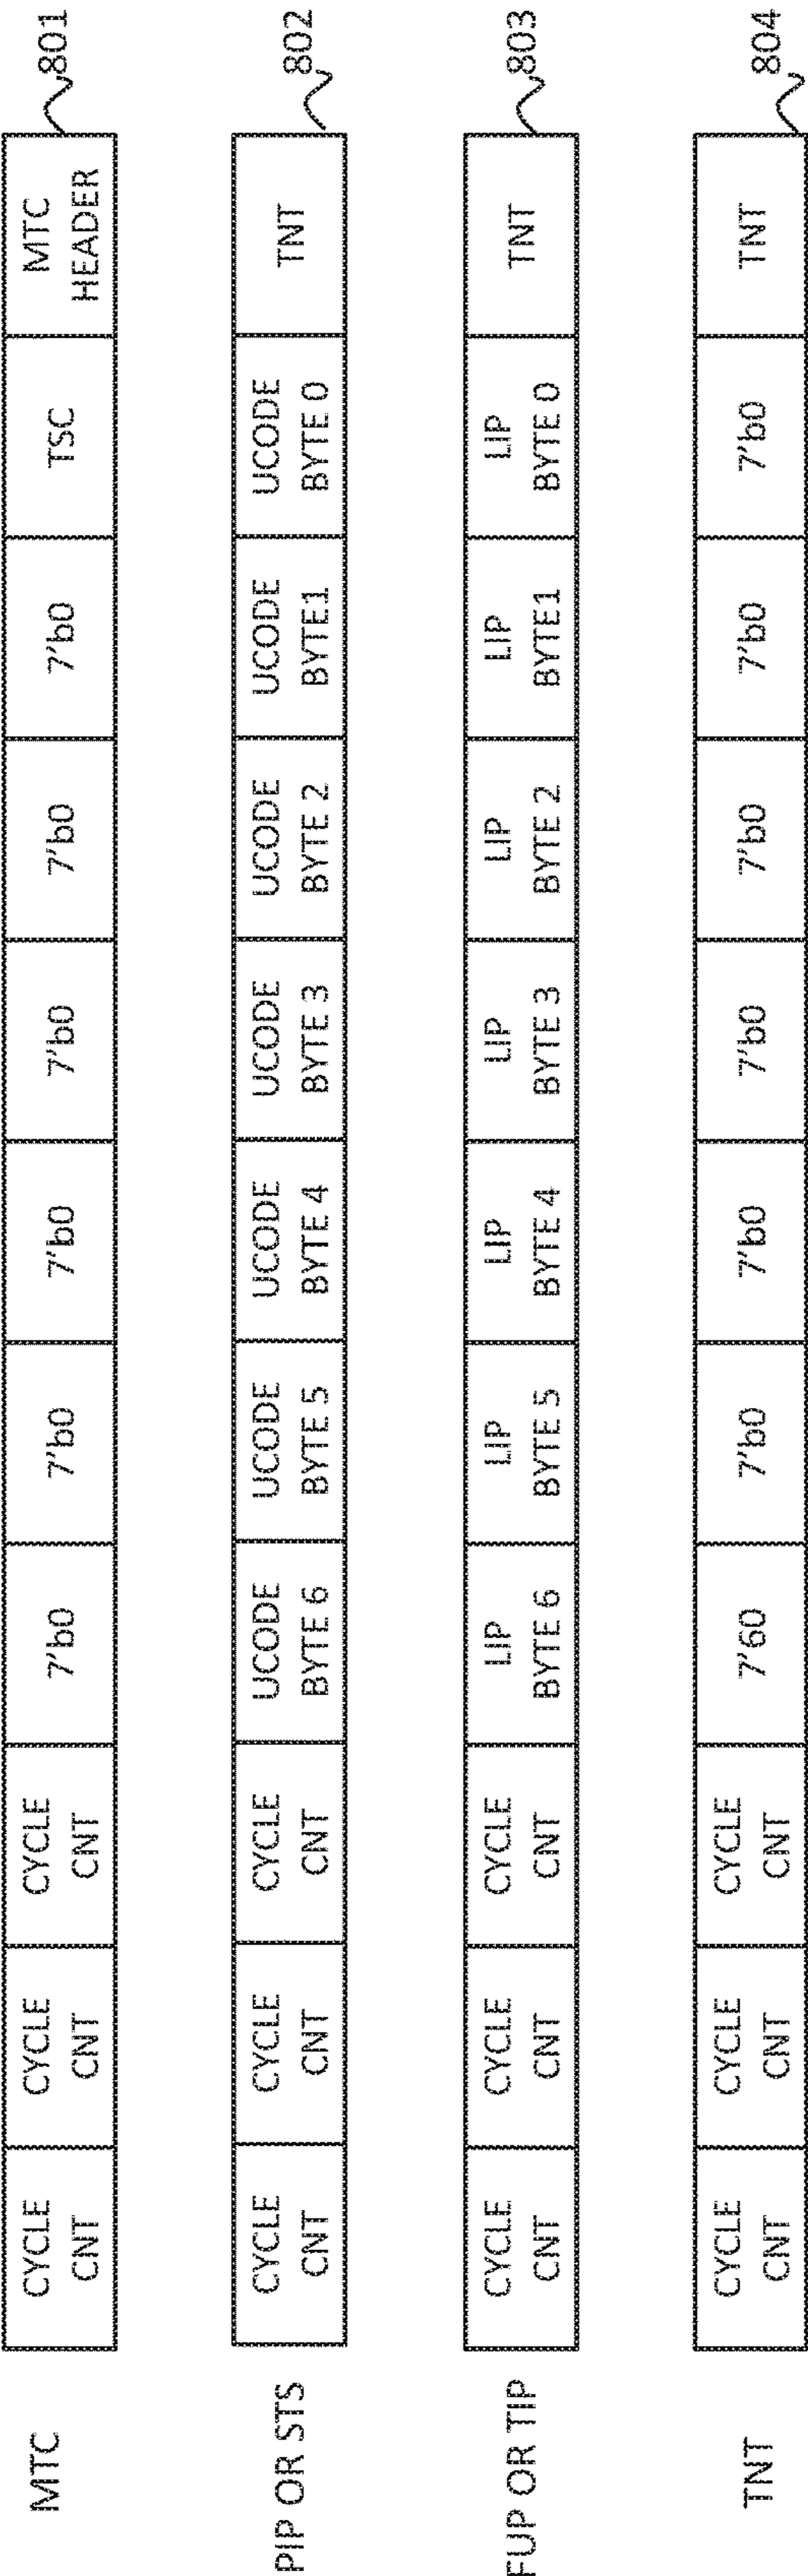 MTC
CYCLE
CNT
CYCLE
CNT
CYCLE
CNT
7'b0
7'b0
7'b0
7'b0
7'b0
7'b0
TSC
MTC
HEADER
801
PIP OR STS
CYCLE
CNT
CYCLE
CNT
CYCLE
CNT
UCODE
BYTE 6
UCODE
BYTE 5
UCODE
BYTE 4
UCODE
BYTE 3
UCODE
BYTE 2
UCODE
BYTE1
UCODE
BYTE 0
TNT
802
FUP OR TIP
CYCLE
CNT
CYCLE
CNT
CYCLE
CNT
LIP
BYTE 6
LIP
BYTE 5
LIP
BYTE 4
LIP
BYTE 3
LIP
BYTE 2
LIP
BYTE1
LIP
BYTE 0
TNT
803
TNT
CYCLE
CNT
CYCLE
CNT
CYCLE
CNT
7'60
7'b0
7'b0
7'b0
7'b0
7'b0
7'b0
TNT
804